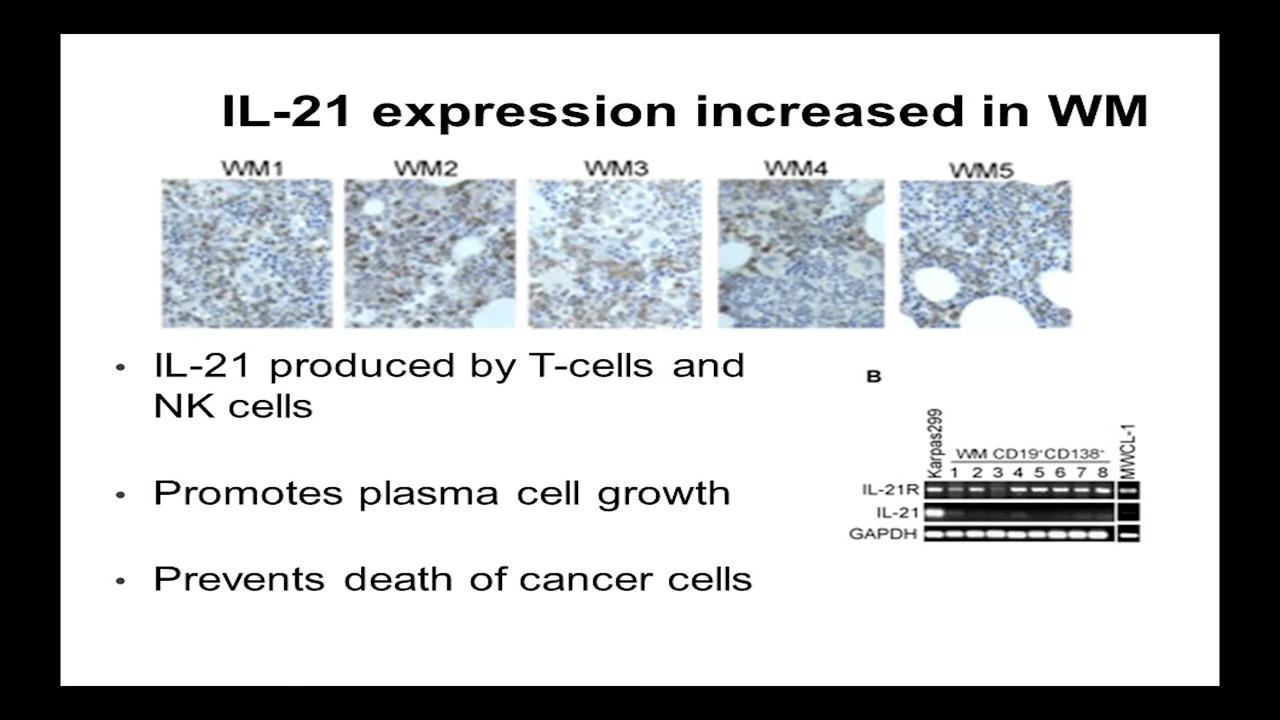 IL-21 expression increased in WM
WM1 WM2 WM3 WM4 WM5
• IL-21 produced by T-cells and
NK cells
• Promotes plasma cell growth
• Prevents death of cancer cells
B
Karpas299
WM CD19⁺CD138⁻
MWCL-1
1 2 3 4 5 6 7 8
IL-21R
IL-21
GAPDH